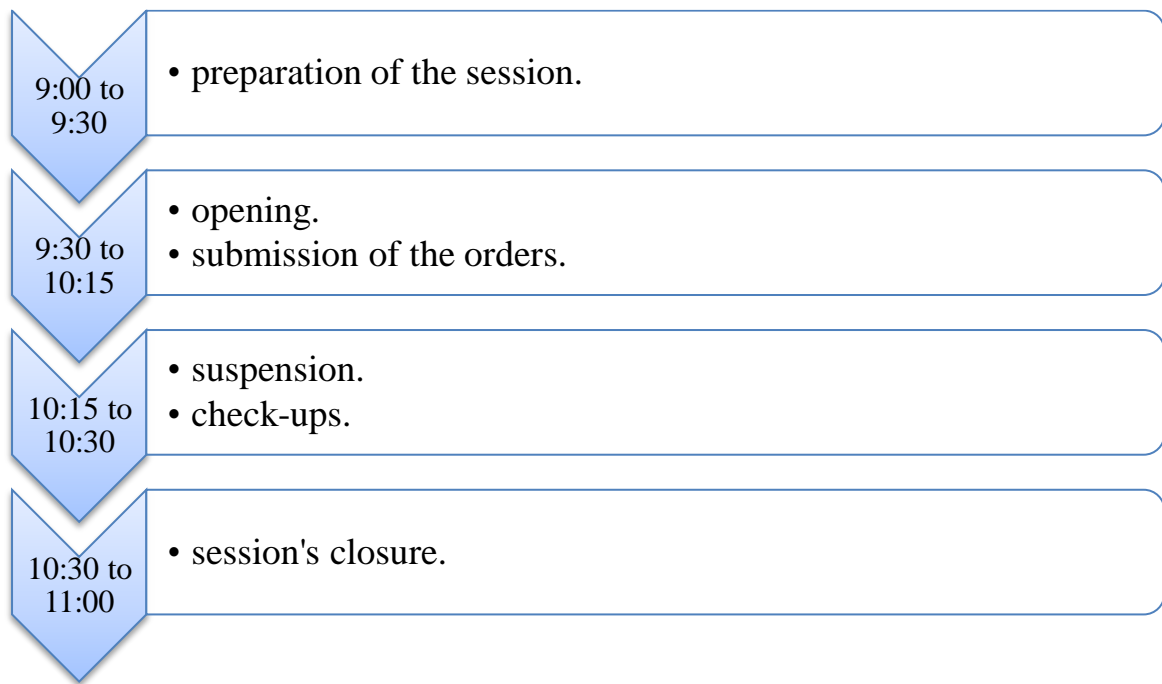 9:00 to
9:30
• preparation of the session.
9:30 to
10:15
• opening.
• submission of the orders.
10:15 to
10:30
• suspension.
• check-ups.
10:30 to
11:00
• session's closure.